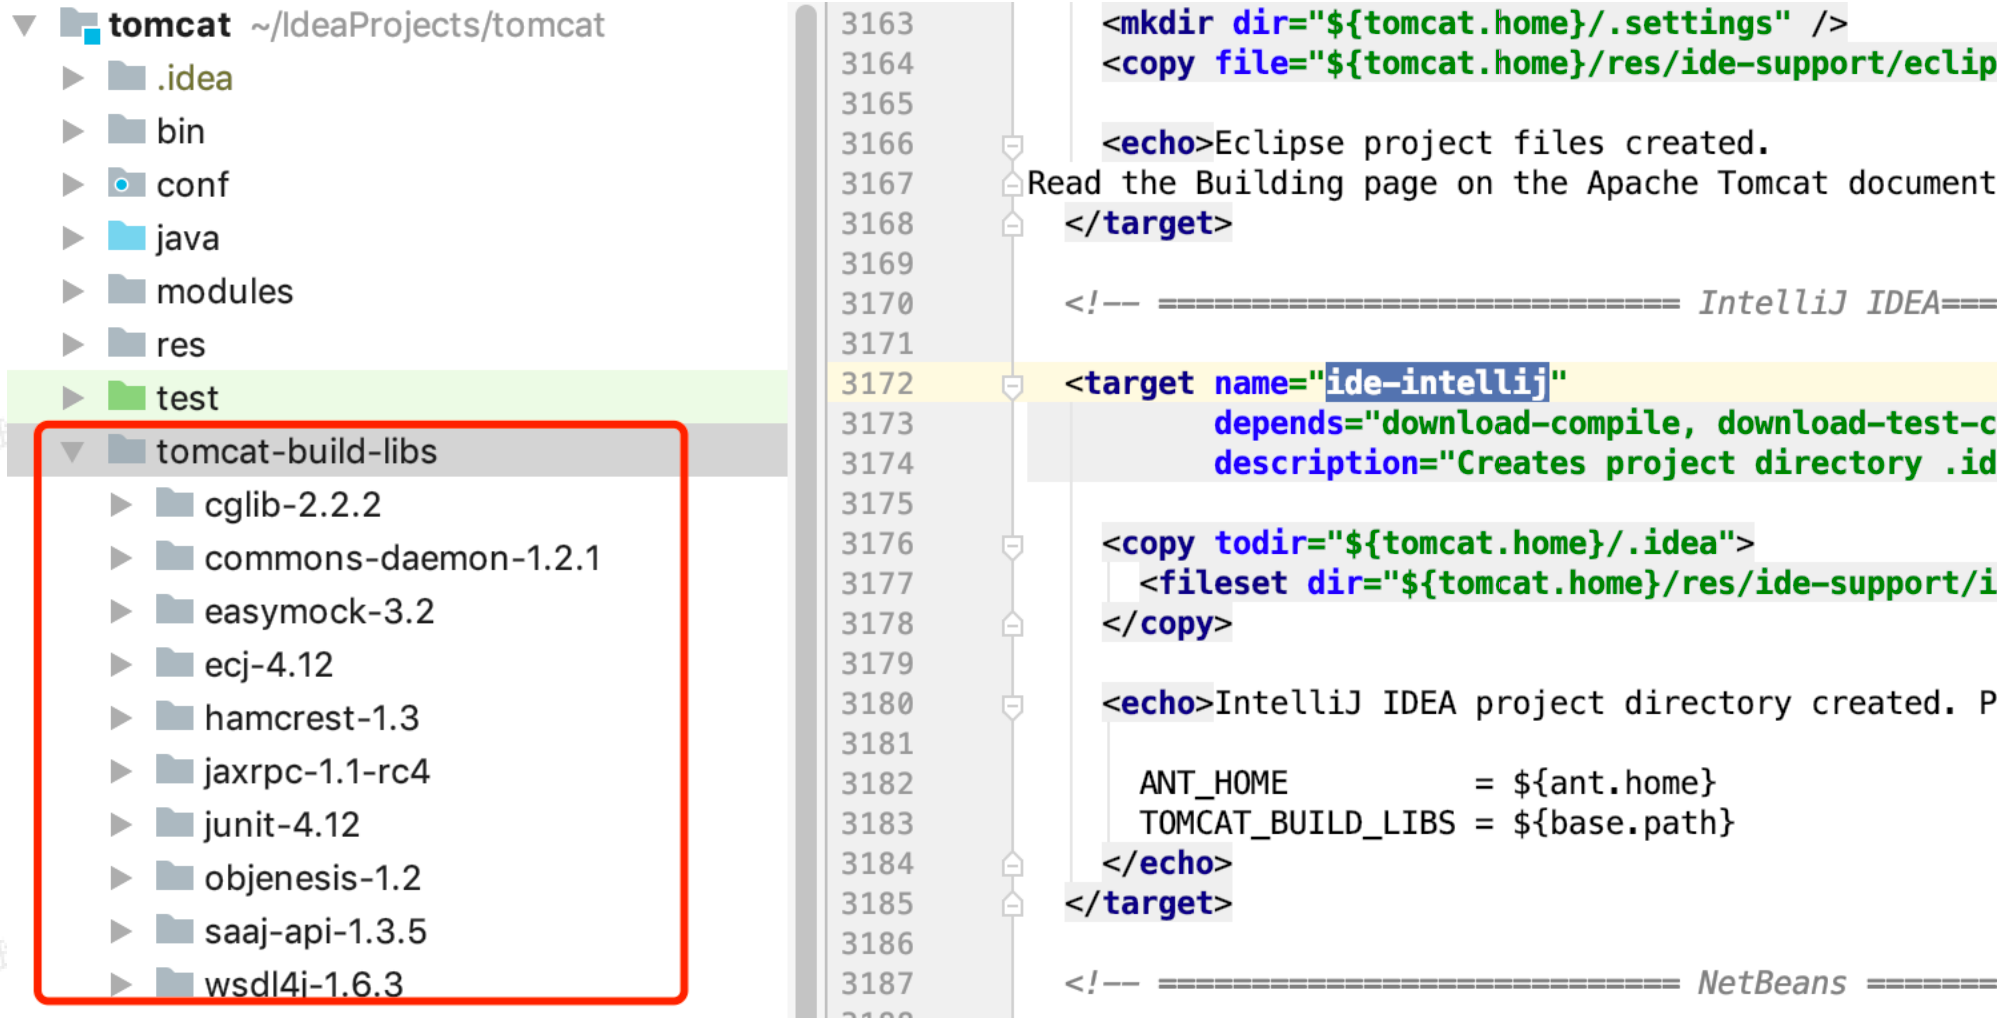 tomcat ~/IdeaProjects/tomcat
.idea
bin
conf
java
modules
res
test
tomcat-build-libs
cglib-2.2.2
commons-daemon-1.2.1
easymock-3.2
ecj-4.12
hamcrest-1.3
jaxrpc-1.1-rc4
junit-4.12
objenesis-1.2
saaj-api-1.3.5
wsdl4j-1.6.3
3163 <mkdir dir="${tomcat.home}/.settings" />
3164 <copy file="${tomcat.home}/res/ide-support/eclip
3165
3166 <echo>Eclipse project files created.
3167 Read the Building page on the Apache Tomcat document
3168 </target>
3169
3170 <!-- ============================ IntelliJ IDEA===
3171
3172 <target name="ide-intellij"
3173 depends="download-compile, download-test-c
3174 description="Creates project directory .id
3175
3176 <copy todir="${tomcat.home}/.idea">
3177 <fileset dir="${tomcat.home}/res/ide-support/i
3178 </copy>
3179
3180 <echo>IntelliJ IDEA project directory created. P
3181
3182 ANT_HOME = ${ant.home}
3183 TOMCAT_BUILD_LIBS = ${base.path}
3184 </echo>
3185 </target>
3186
3187 <!-- ============================ NetBeans =======